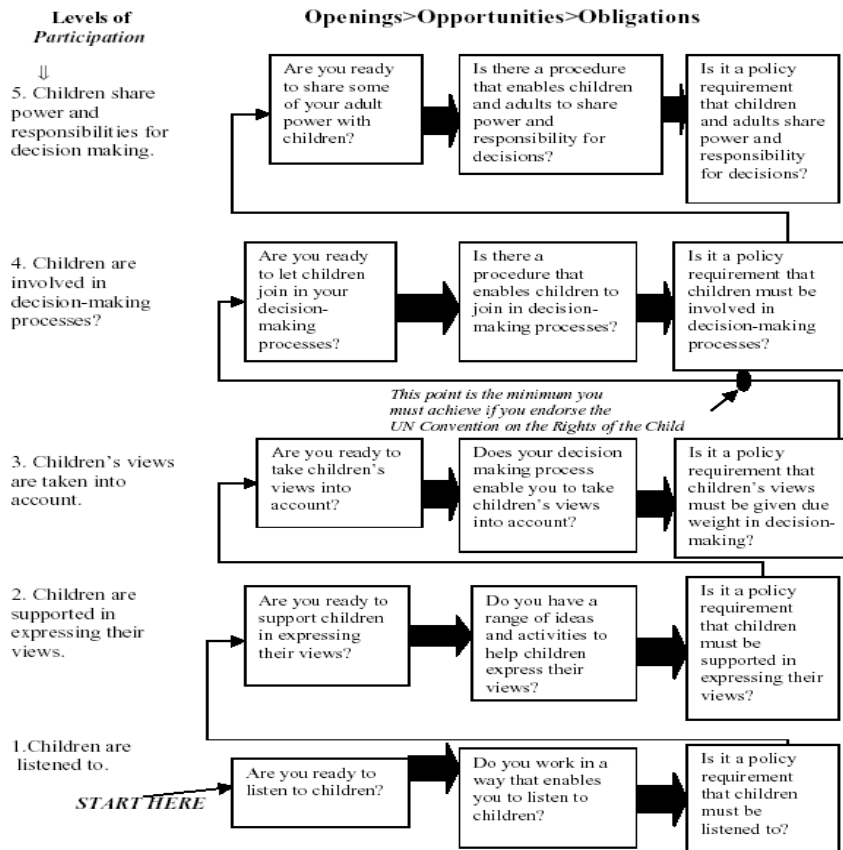 Levels of
Participation
⇓
Openings>Opportunities>Obligations
5. Children share
power and
responsibilities for
decision making.
Are you ready
to share some
of your adult
power with
children?
Is there a procedure
that enables children
and adults to share
power and
responsibility for
decisions?
Is it a policy
requirement
that children
and adults share
power and
responsibility
for decisions?
4. Children are
involved in
decision-making
processes?
Are you ready
to let children
join in your
decision-
making
processes?
Is there a
procedure that
enables children to
join in decision-
making processes?
Is it a policy
requirement that
children must be
involved in
decision-making
processes?
This point is the minimum you
must achieve if you endorse the
UN Convention on the Rights of the Child
3. Children’s views
are taken into
account.
Are you ready to
take children’s
views into
account?
Does your decision
making process
enable you to take
children’s views
into account?
Is it a policy
requirement that
children’s views
must be given due
weight in decision-
making?
2. Children are
supported in
expressing their
views.
Are you ready to
support children
in expressing
their views?
Do you have a
range of ideas
and activities to
help children
express their
views?
Is it a policy
requirement
that children
must be
supported in
expressing their
views?
1.Children are
listened to.
START HERE
Are you ready to
listen to children?
Do you work in a
way that enables
you to listen to
children?
Is it a policy
requirement
that children
must be
listened to?